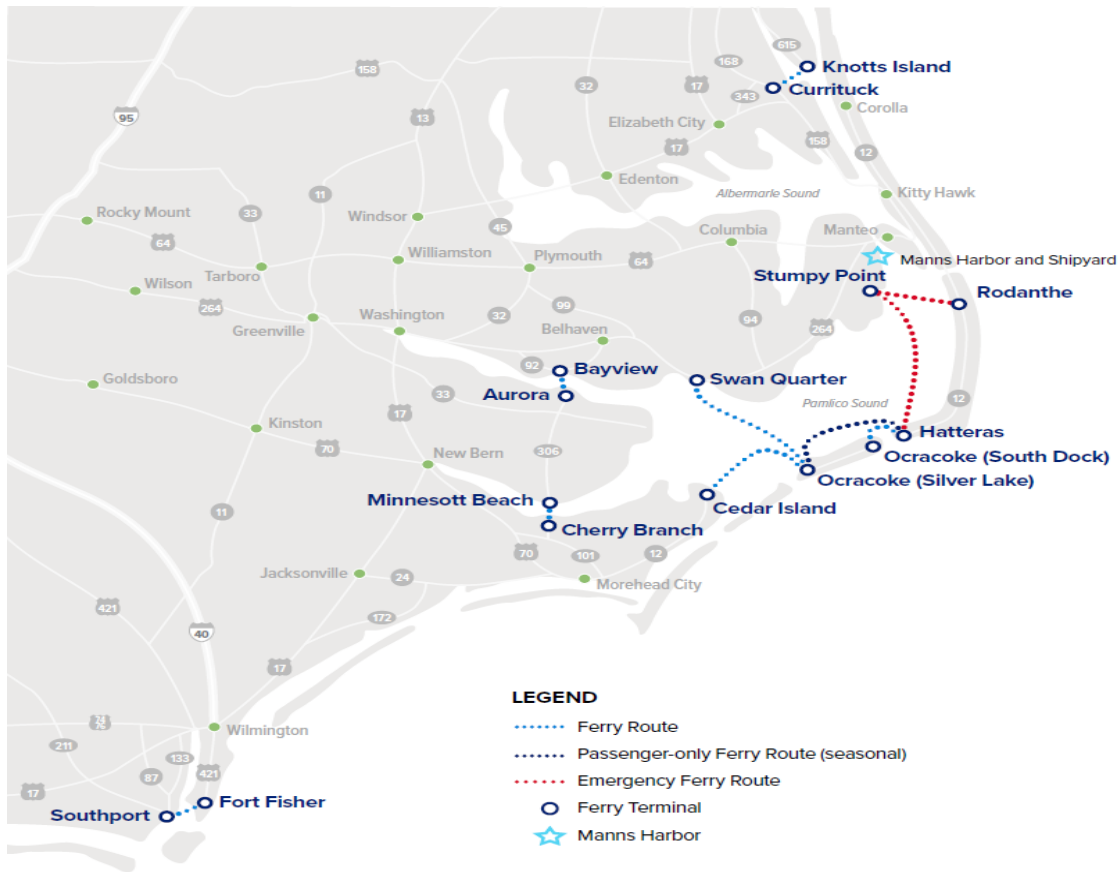 615
168
158
Knotts Island
32
17
343
Currituck
95
13
Corolla
Elizabeth City
158
17
12
Edenton
Albermarle Sound
11
Kitty Hawk
Rocky Mount
33
Windsor
45
Columbia
Manteo
64
Williamston
Plymouth
64
Manns Harbor and Shipyard
Tarboro
Stumpy Point
Wilson
Rodanthe
264
99
Washington
32
94
264
Greenville
Belhaven
92
Bayview
Swan Quarter
Goldsboro
33
Aurora
Pamlico Sound
12
17
Kinston
Hatteras
70
306
New Bern
Ocracoke (South Dock)
Ocracoke (Silver Lake)
Minnesott Beach
Cedar Island
11
Cherry Branch
70
101
12
Jacksonville
24
Morehead City
421
172
40
17
LEGEND
Ferry Route
74
76
Wilmington
211
133
Passenger-only Ferry Route (seasonal)
87
421
Emergency Ferry Route
17
Fort Fisher
Ferry Terminal
Southport
Manns Harbor